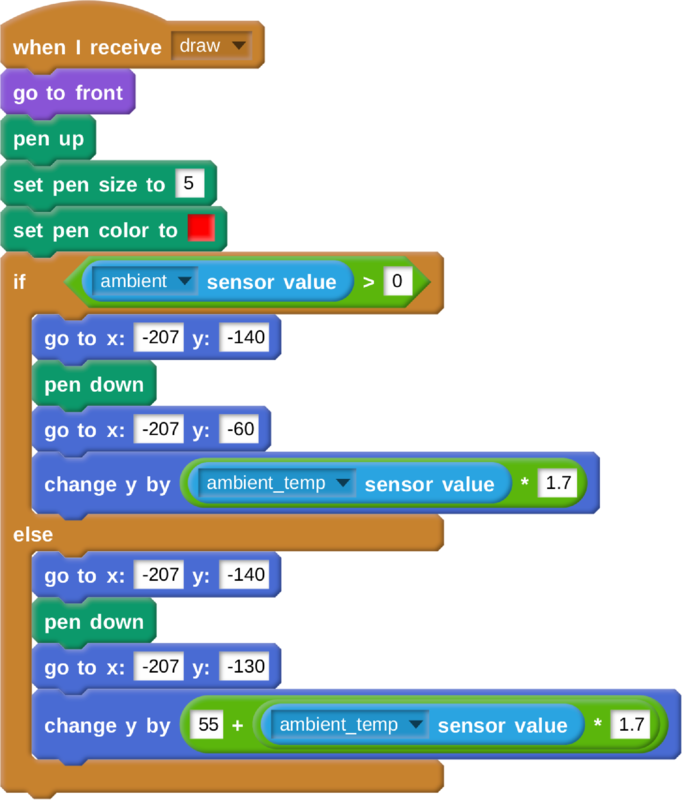 when I receive draw
go to front
pen up
set pen size to 5
set pen color to
if ambient sensor value > 0
go to x: -207 y: -140
pen down
go to x: -207 y: -60
change y by ambient_temp sensor value * 1.7
else
go to x: -207 y: -140
pen down
go to x: -207 y: -130
change y by 55 + ambient_temp sensor value * 1.7